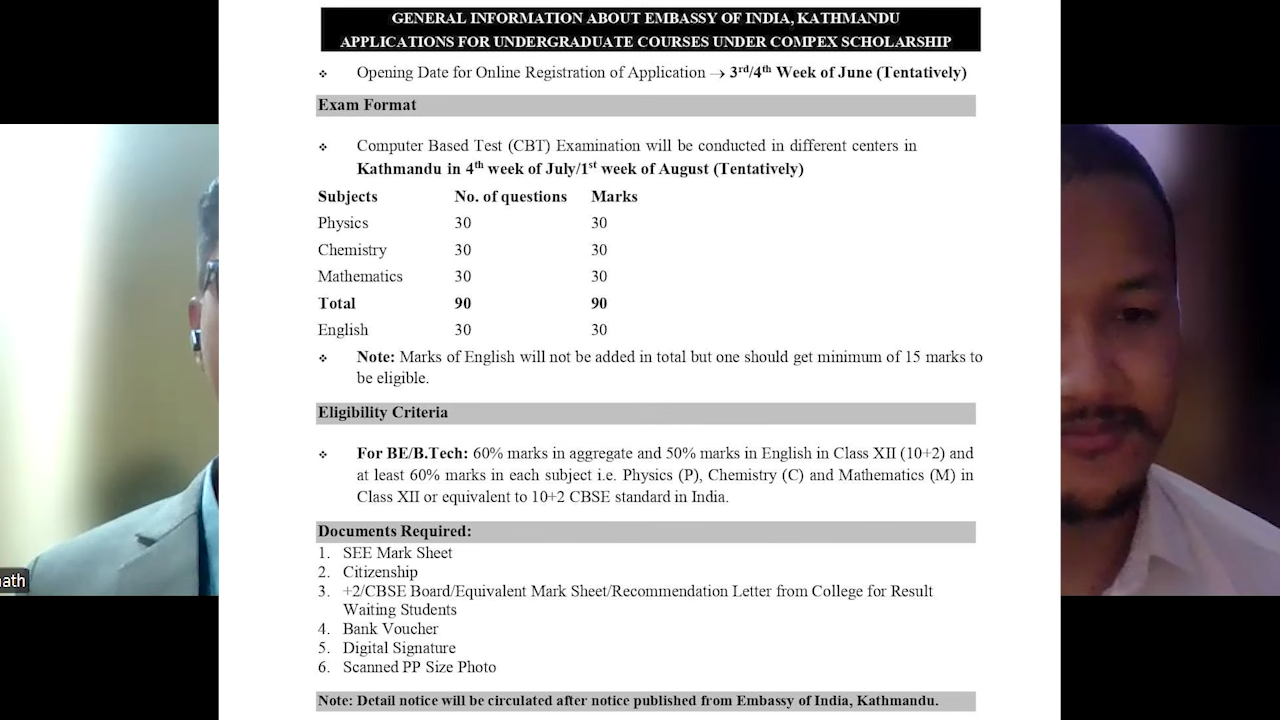 GENERAL INFORMATION ABOUT EMBASSY OF INDIA, KATHMANDU
APPLICATIONS FOR UNDERGRADUATE COURSES UNDER COMPEX SCHOLARSHIP
❖ Opening Date for Online Registration of Application → 3rd/4th Week of June (Tentatively)
Exam Format
❖ Computer Based Test (CBT) Examination will be conducted in different centers in
Kathmandu in 4th week of July/1st week of August (Tentatively)
Subjects No. of questions Marks
Physics 30 30
Chemistry 30 30
Mathematics 30 30
Total 90 90
English 30 30
❖ Note: Marks of English will not be added in total but one should get minimum of 15 marks to
be eligible.
Eligibility Criteria
❖ For BE/B.Tech: 60% marks in aggregate and 50% marks in English in Class XII (10+2) and
at least 60% marks in each subject i.e. Physics (P), Chemistry (C) and Mathematics (M) in
Class XII or equivalent to 10+2 CBSE standard in India.
Documents Required:
1. SEE Mark Sheet
2. Citizenship
3. +2/CBSE Board/Equivalent Mark Sheet/Recommendation Letter from College for Result
Waiting Students
4. Bank Voucher
5. Digital Signature
6. Scanned PP Size Photo
Note: Detail notice will be circulated after notice published from Embassy of India, Kathmandu.